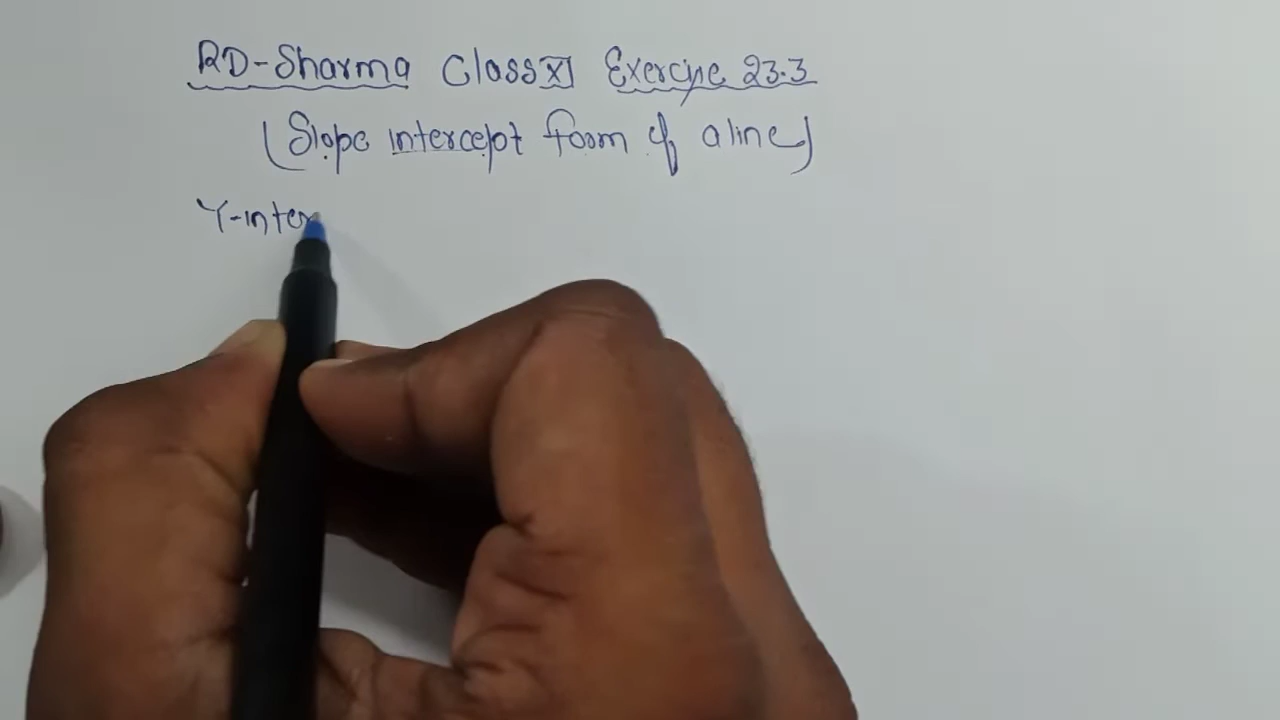 RD-Sharma Class XI Exercise 23.3
(Slope intercept form of a line)
Y-inter